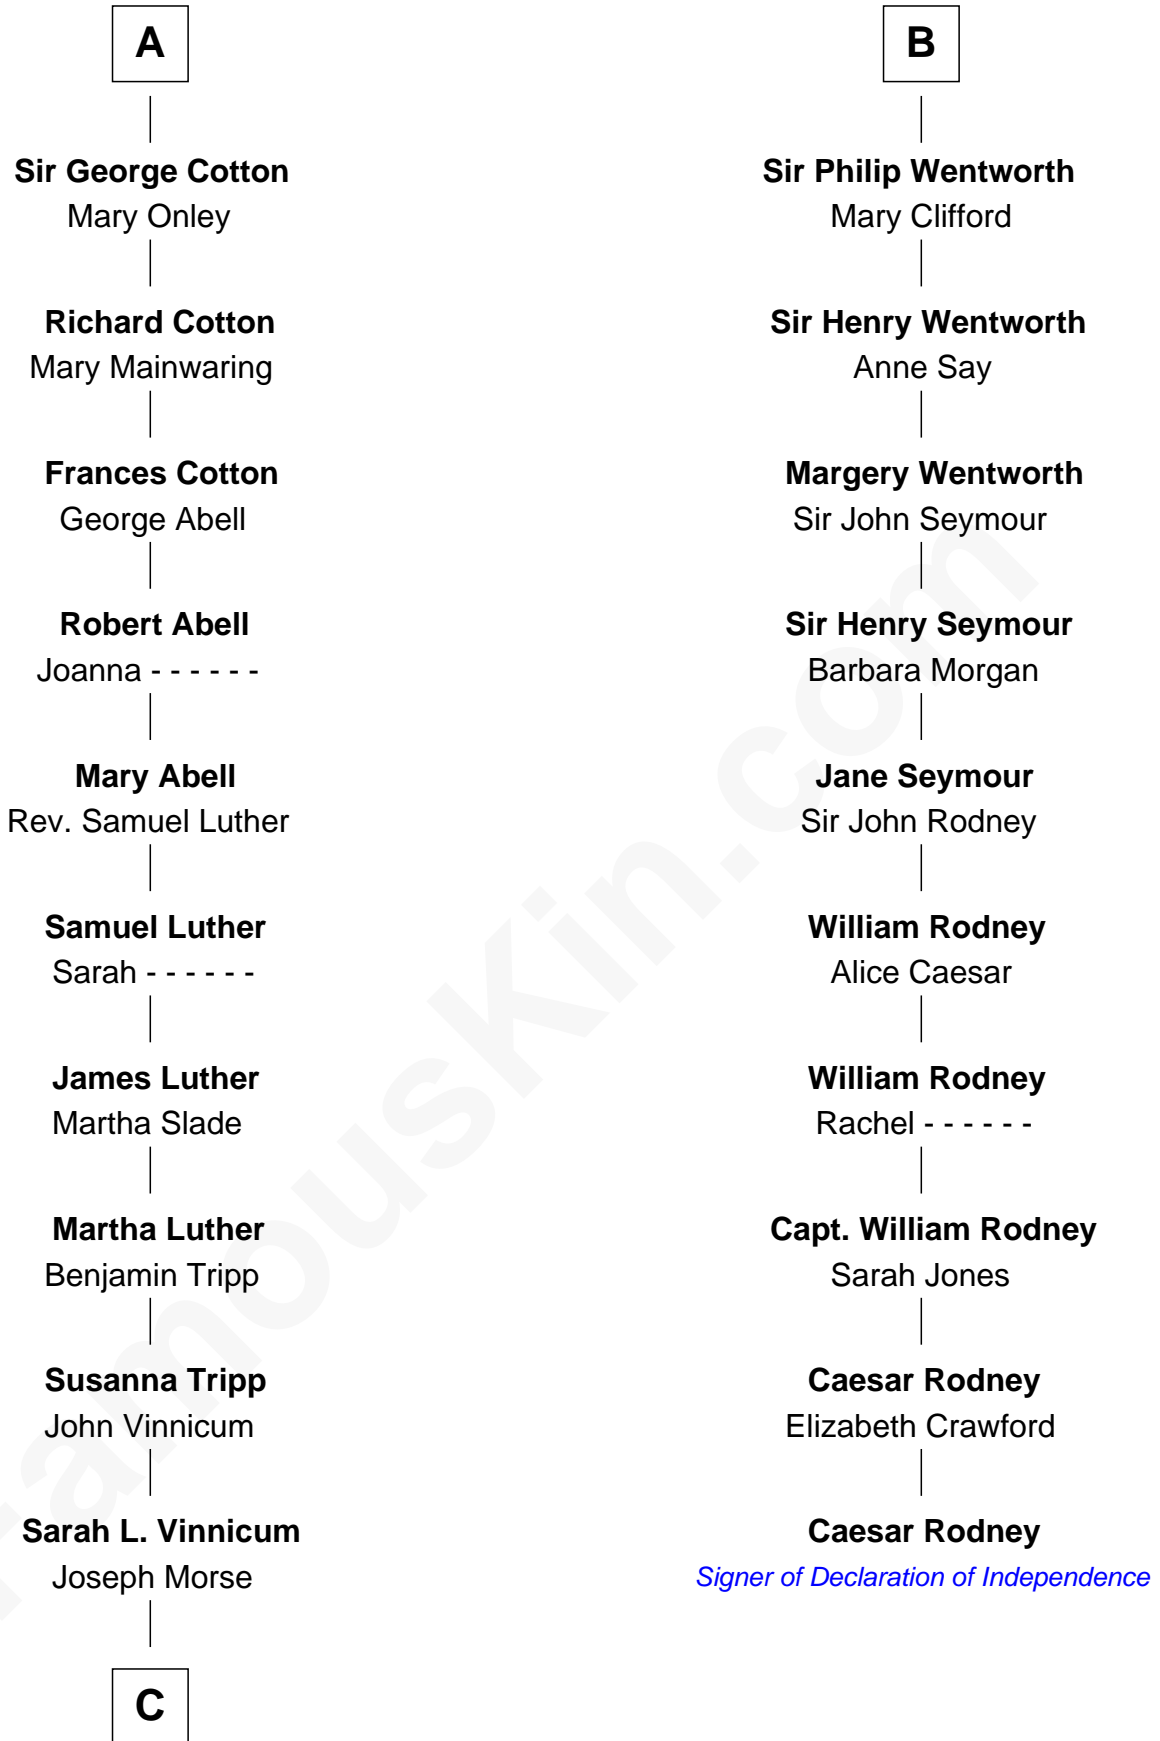 A
Sir George Cotton
Mary Onley
Richard Cotton
Mary Mainwaring
Frances Cotton
George Abell
Robert Abell
Joanna - - - - - -
Mary Abell
Rev. Samuel Luther
Samuel Luther
Sarah - - - - - -
James Luther
Martha Slade
Martha Luther
Benjamin Tripp
Susanna Tripp
John Vinnicum
Sarah L. Vinnicum
Joseph Morse
C
B
Sir Philip Wentworth
Mary Clifford
Sir Henry Wentworth
Anne Say
Margery Wentworth
Sir John Seymour
Sir Henry Seymour
Barbara Morgan
Jane Seymour
Sir John Rodney
William Rodney
Alice Caesar
William Rodney
Rachel - - - - - -
Capt. William Rodney
Sarah Jones
Caesar Rodney
Elizabeth Crawford
Caesar Rodney
Signer of Declaration of Independence
FamousKin.com